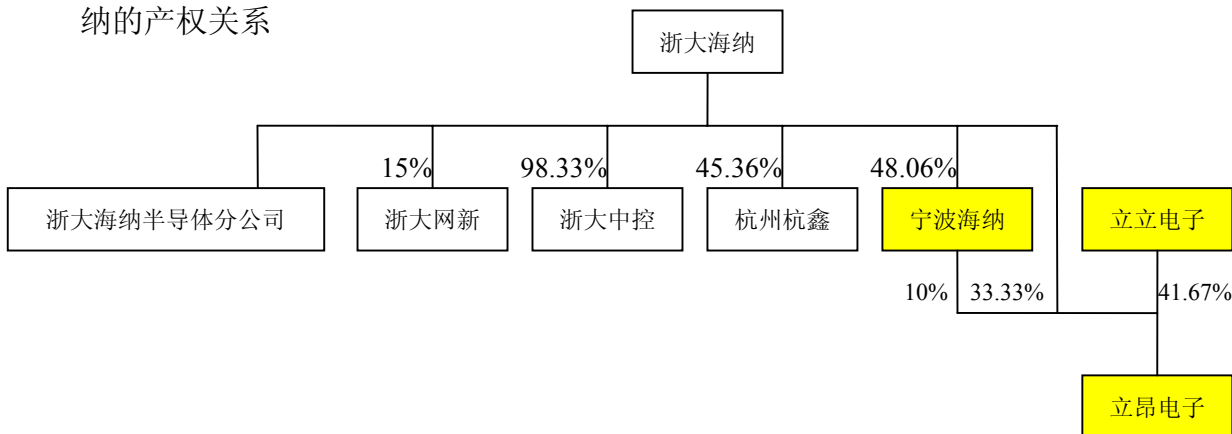 纳的产权关系
浙大海纳
15%
98.33%
45.36%
48.06%
浙大海纳半导体分公司
浙大网新
浙大中控
杭州杭鑫
宁波海纳
立立电子
10%
33.33%
41.67%
立昂电子